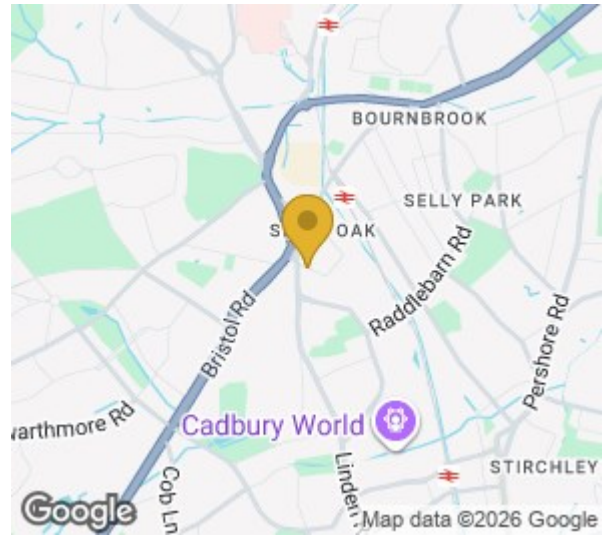 BOURNBROOK
SELLY PARK
OAK
Raddlebarn Rd
Bristol Rd
Pershore Rd
Cadbury World
warthmore Rd
Cob Ln
Linden
STIRCHLEY
Google
Map data ©2026 Google